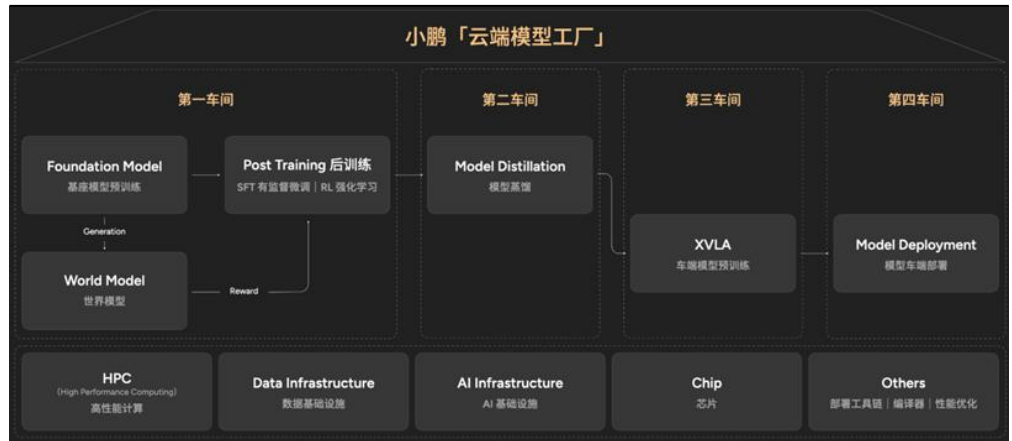 小鹏「云端模型工厂」
第一车间
第二车间
第三车间
第四车间
Foundation Model
基座模型预训练
Post Training 后训练
SFT 有监督微调｜RL 强化学习
Model Distillation
模型蒸馏
Generation
XVLA
车端模型预训练
Model Deployment
模型车端部署
World Model
世界模型
Reward
HPC
(High Performance Computing)
高性能计算
Data Infrastructure
数据基础设施
AI Infrastructure
AI 基础设施
Chip
芯片
Others
部署工具链｜编译器｜性能优化